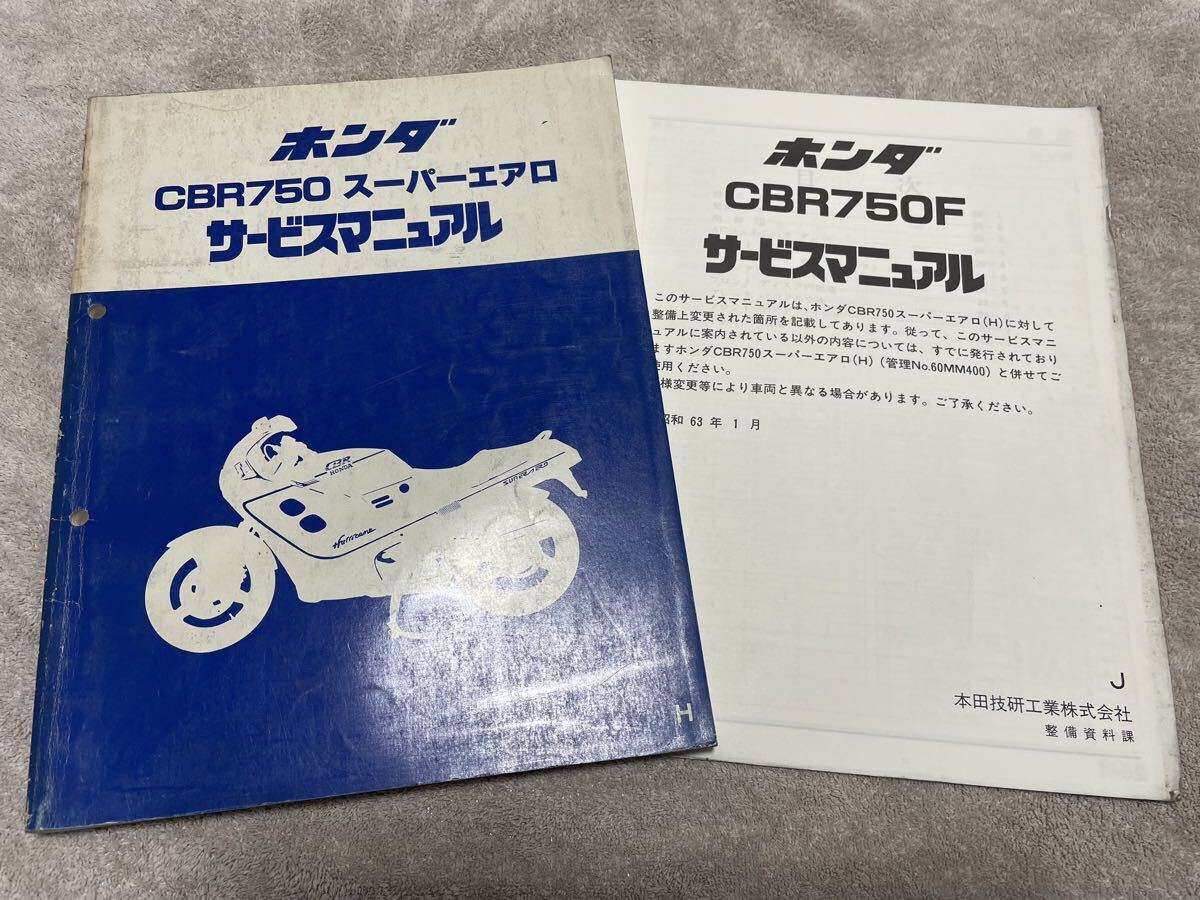 ホンダ
CBR750 スーパーエアロ
サービスマニュアル
CBR
HONDA
Hurricane
SUPER AERO
H
ホンダ
CBR750F
サービスマニュアル
このサービスマニュアルは、ホンダCBR750スーパーエアロ(H)に対して
整備上変更された箇所を記載してあります。従って、このサービスマニ
ュアルに案内されている以外の内容については、すでに発行されており
ますホンダCBR750スーパーエアロ(H) (管理No.60MM400) と併せてご
使用ください。
様変更等により車両と異なる場合があります。ご了承ください。
昭和 63 年 1 月
J
本田技研工業株式会社
整備資料課